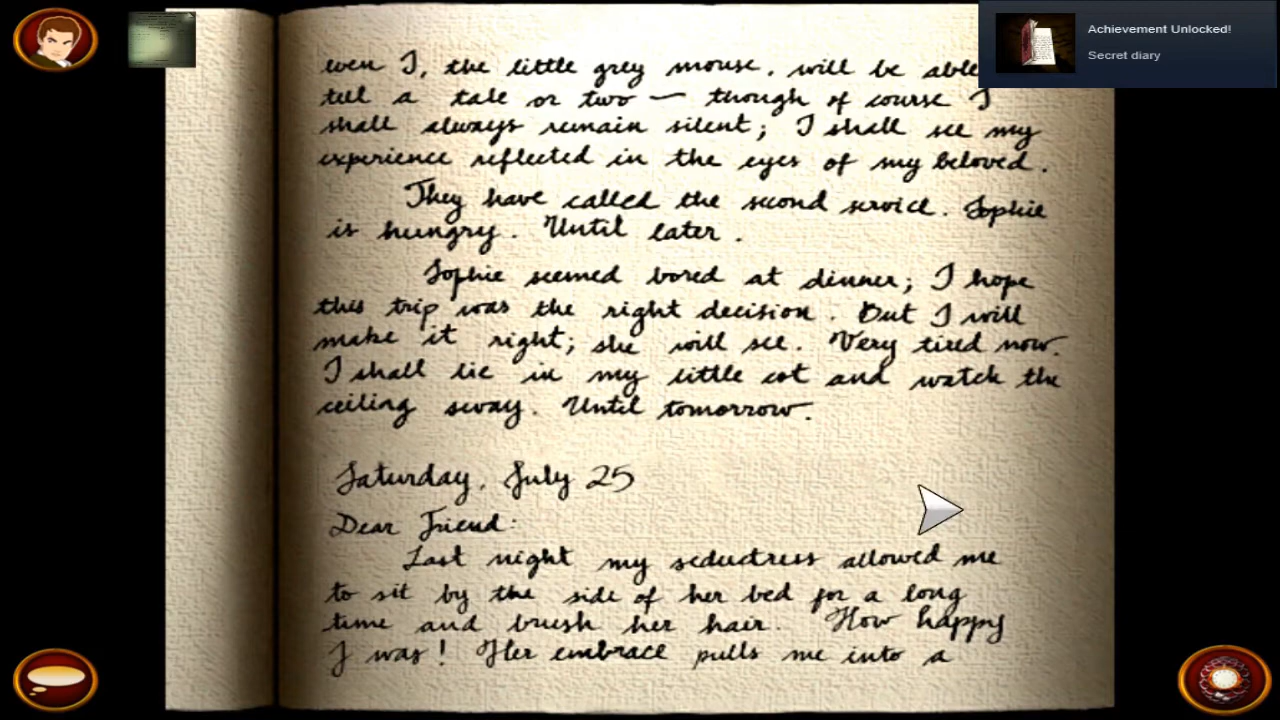 Achievement Unlocked!
Secret diary
even I, the little grey mouse, will be able
tell a tale or two — though of course I
shall always remain silent; I shall see my
experience reflected in the eyes of my beloved.
They have called the second service. Sophie
is hungry. Until later.
Sophie seemed bored at dinner; I hope
this trip was the right decision. But I will
make it right; she will see. Very tired now.
I shall lie in my little cot and watch the
ceiling sway. Until tomorrow.
Saturday, July 25
Dear Friend:
Last night my seductress allowed me
to sit by the side of her bed for a long
time and brush her hair. How happy
I was! Her embrace pulls me into a